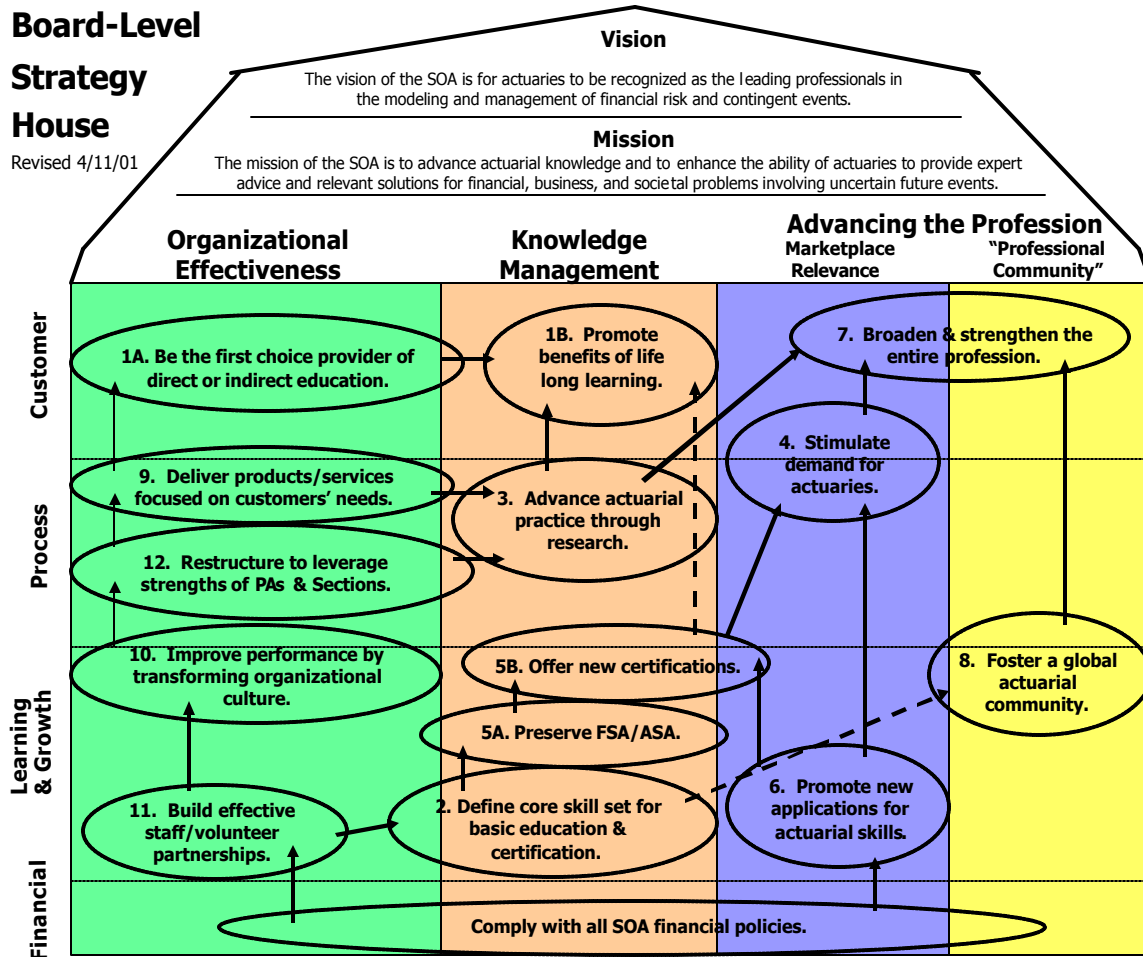 Board-Level
Strategy
House
Revised 4/11/01
Vision
The vision of the SOA is for actuaries to be recognized as the leading professionals in
the modeling and management of financial risk and contingent events.
Mission
The mission of the SOA is to advance actuarial knowledge and to enhance the ability of actuaries to provide expert
advice and relevant solutions for financial, business, and societal problems involving uncertain future events.
Organizational
Effectiveness
Knowledge
Management
Advancing the Profession
Marketplace
Relevance
“Professional
Community”
Customer
1A. Be the first choice provider of
direct or indirect education.
1B. Promote
benefits of life
long learning.
7. Broaden & strengthen the
entire profession.
4. Stimulate
demand for
actuaries.
Process
9. Deliver products/services
focused on customers’ needs.
3. Advance actuarial
practice through
research.
12. Restructure to leverage
strengths of PAs & Sections.
Learning
& Growth
10. Improve performance by
transforming organizational
culture.
5B. Offer new certifications.
8. Foster a global
actuarial
community.
5A. Preserve FSA/ASA.
11. Build effective
staff/volunteer
partnerships.
2. Define core skill set for
basic education &
certification.
6. Promote new
applications for
actuarial skills.
Financial
Comply with all SOA financial policies.